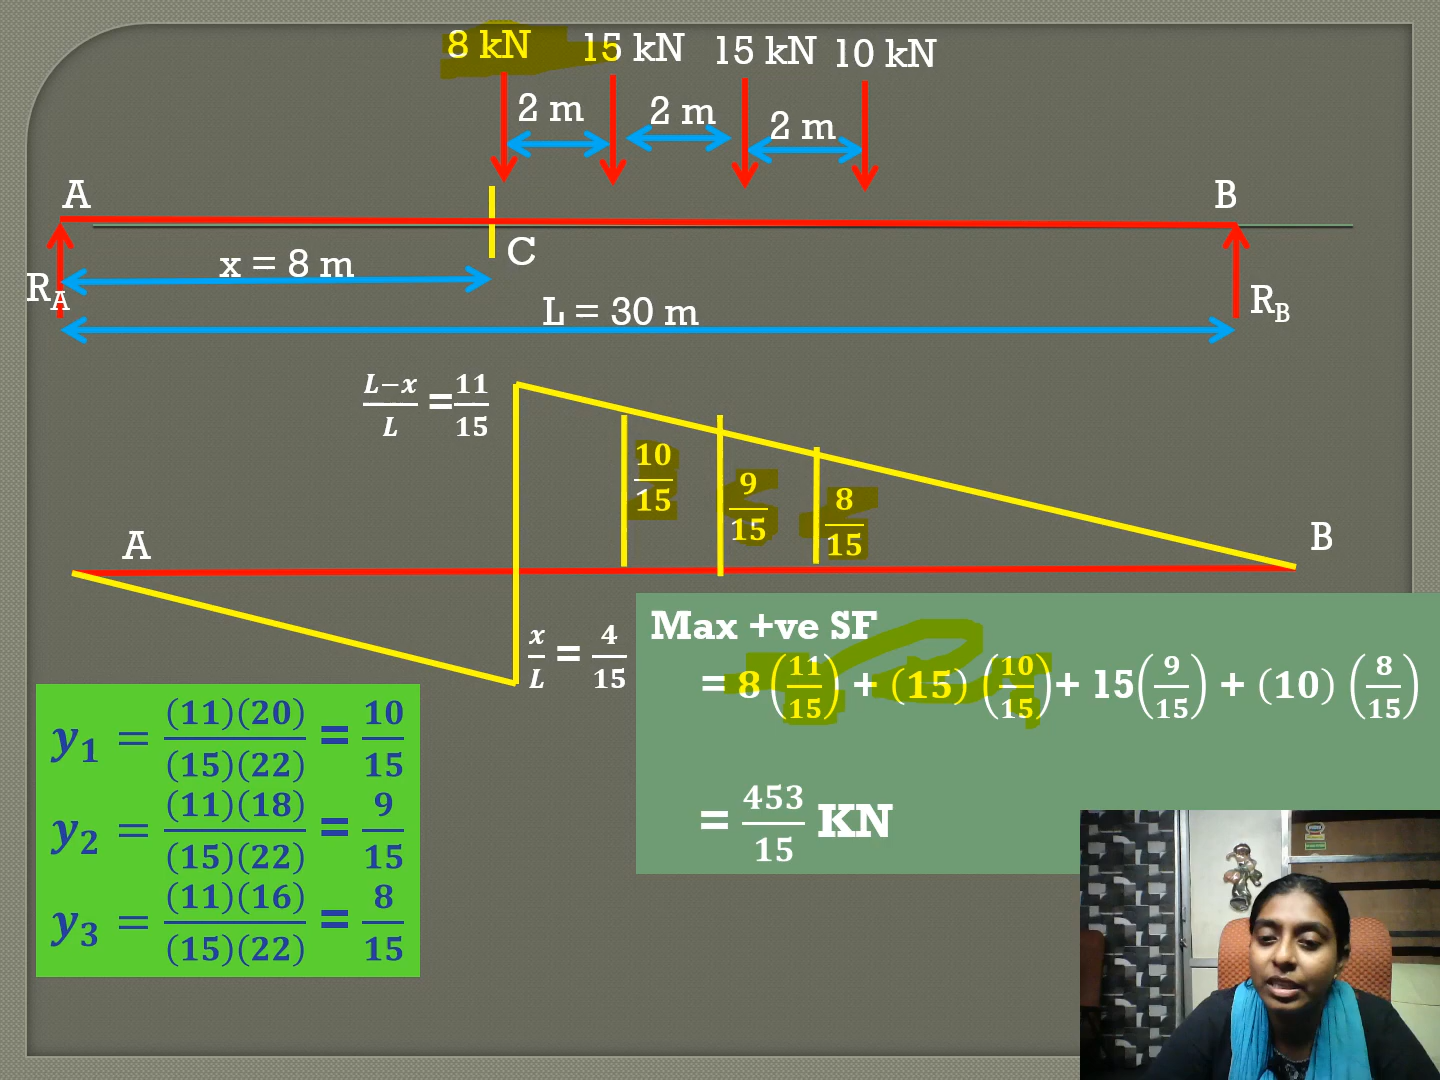 8 kN 15 kN 15 kN 10 kN
2 m 2 m 2 m
A B
C
x = 8 m
R_A R_B
L = 30 m
(L−x)/L = 11/15
10/15 9/15 8/15
A B
x/L = 4/15
Max +ve SF
= 8 (11/15) + (15) (10/15) + 15 (9/15) + (10) (8/15)
= 453/15 KN
y₁ = (11)(20)/(15)(22) = 10/15
y₂ = (11)(18)/(15)(22) = 9/15
y₃ = (11)(16)/(15)(22) = 8/15